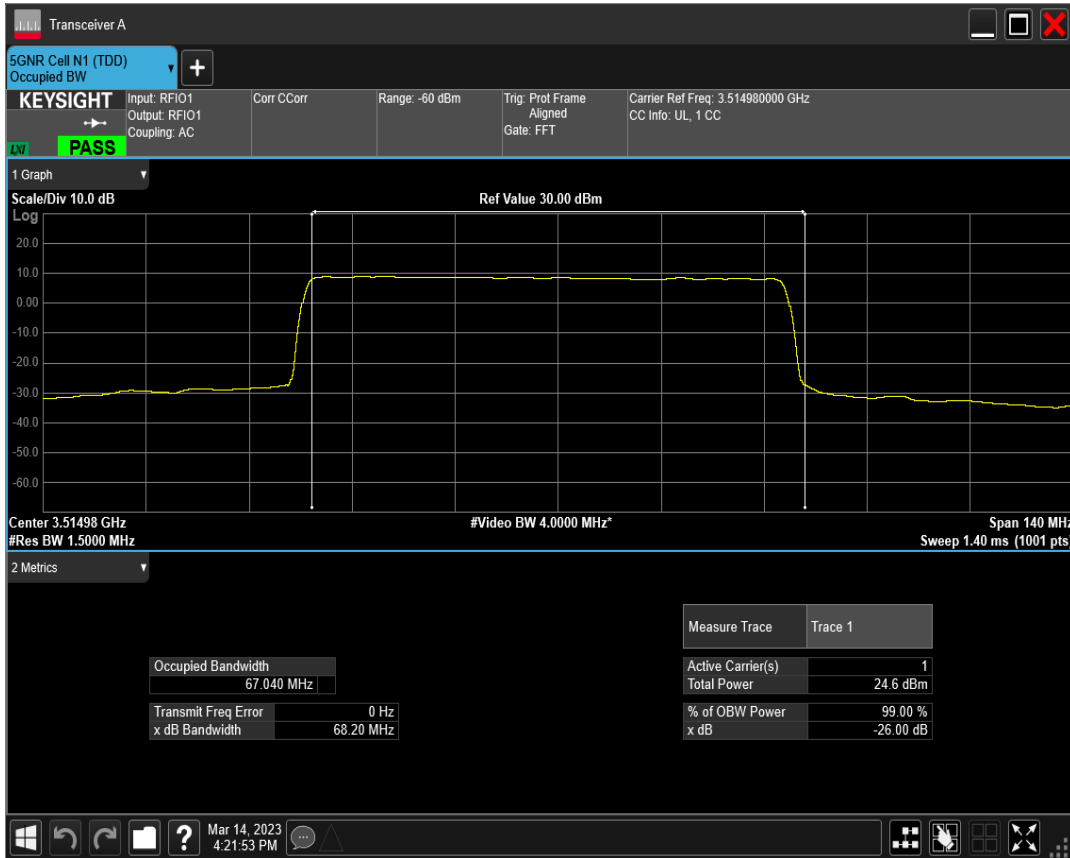 Transceiver A
5GNR Cell N1 (TDD)
Occupied BW
+
KEYSIGHT
LXI
PASS
Input: RFIO1
Output: RFIO1
Coupling: AC
Corr CCorr
Range: -60 dBm
Trig: Prot Frame
Aligned
Gate: FFT
Carrier Ref Freq: 3.514980000 GHz
CC Info: UL, 1 CC
1 Graph
Scale/Div 10.0 dB
Ref Value 30.00 dBm
Log
20.0
10.0
0.00
-10.0
-20.0
-30.0
-40.0
-50.0
-60.0
Center 3.51498 GHz
#Video BW 4.0000 MHz*
Span 140 MHz
#Res BW 1.5000 MHz
Sweep 1.40 ms (1001 pts)
2 Metrics
Measure Trace Trace 1
Occupied Bandwidth
67.040 MHz
Active Carrier(s) 1
Total Power 24.6 dBm
Transmit Freq Error 0 Hz
x dB Bandwidth 68.20 MHz
% of OBW Power 99.00 %
x dB -26.00 dB
?
Mar 14, 2023
4:21:53 PM